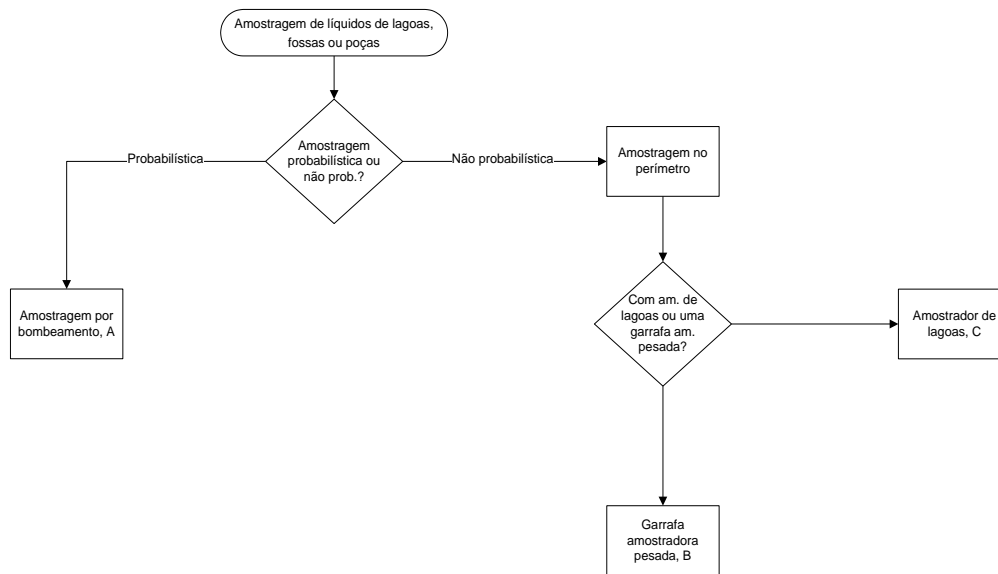 Amostragem de líquidos de lagoas,
fossas ou poças
Amostragem
probabilística ou
não prob.?
Probabilística
Não probabilística
Amostragem no
perímetro
Amostragem por
bombeamento, A
Com am. de
lagoas ou uma
garrafa am.
pesada?
Amostrador de
lagoas, C
Garrafa
amostradora
pesada, B